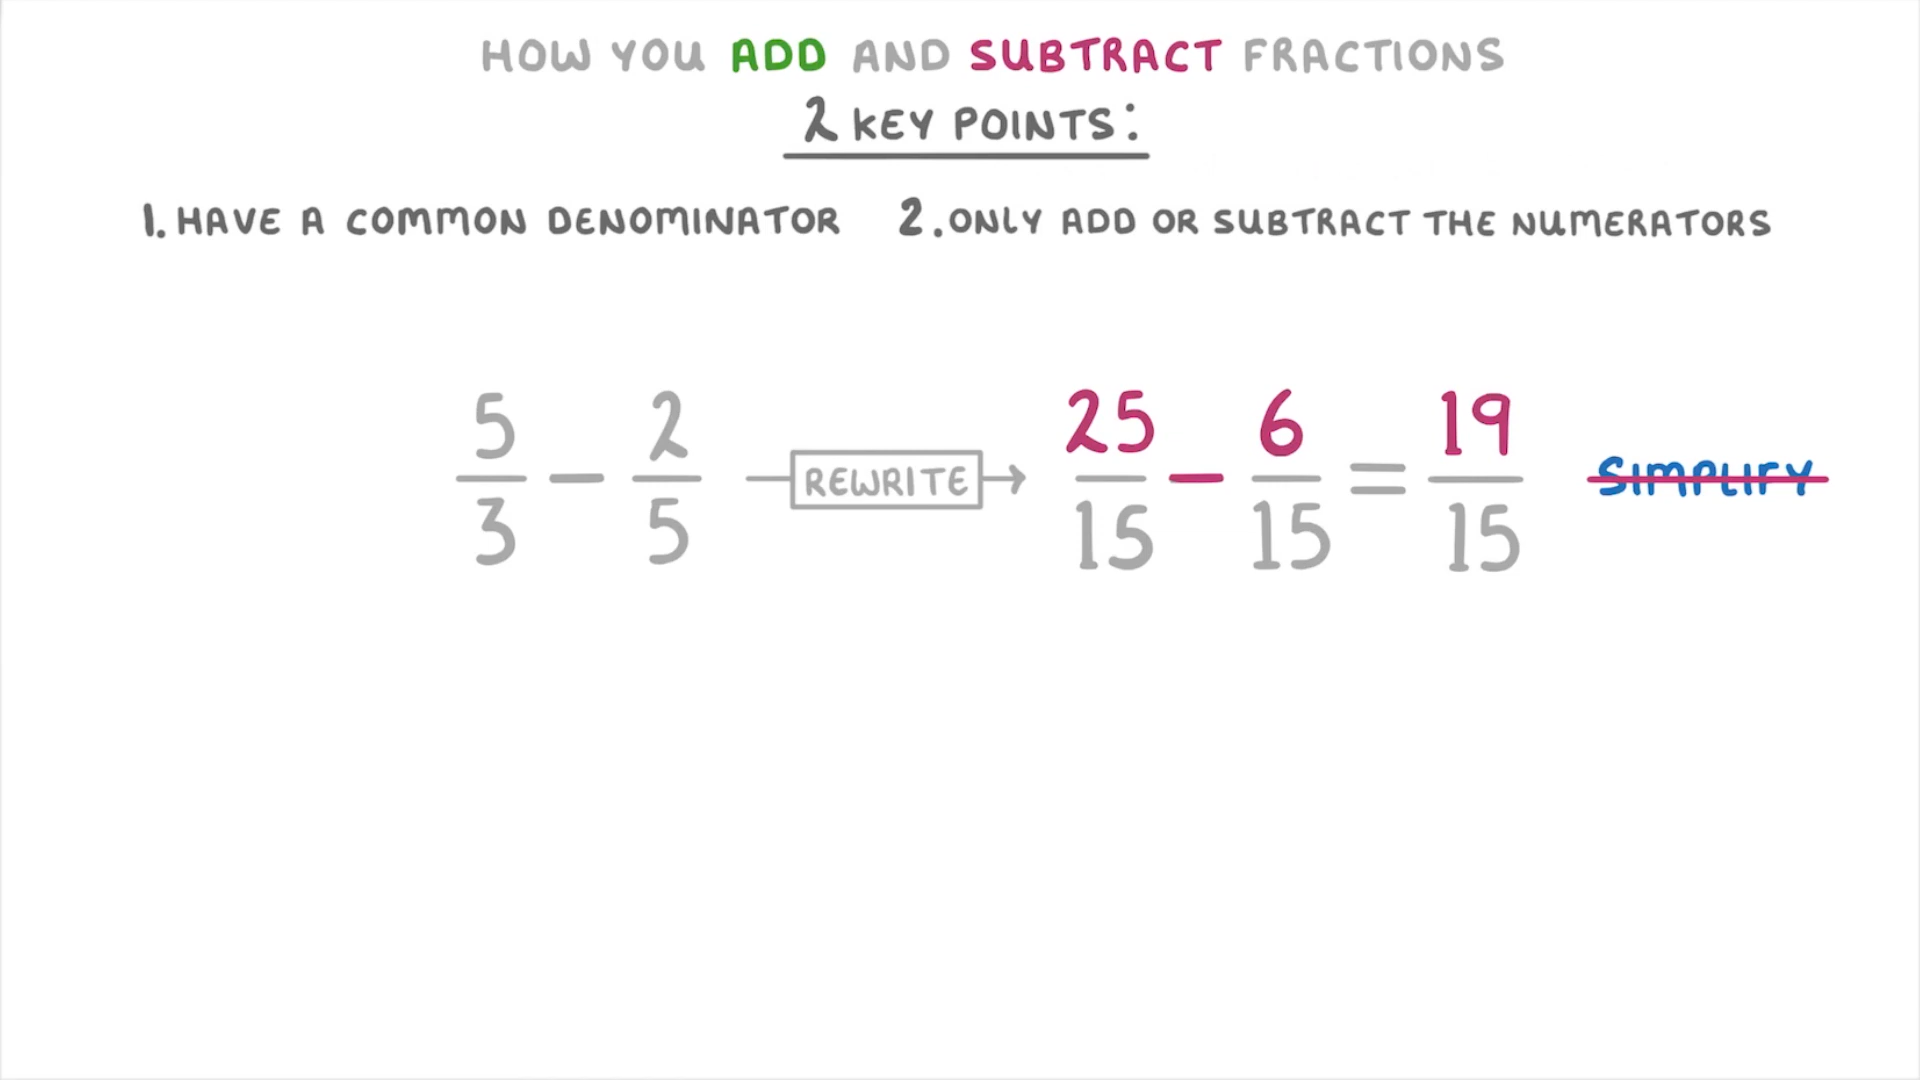 HOW YOU ADD AND SUBTRACT FRACTIONS
2 KEY POINTS:
1. HAVE A COMMON DENOMINATOR 2. ONLY ADD OR SUBTRACT THE NUMERATORS
5/3 − 2/5 REWRITE 25/15 − 6/15 = 19/15 SIMPLIFY